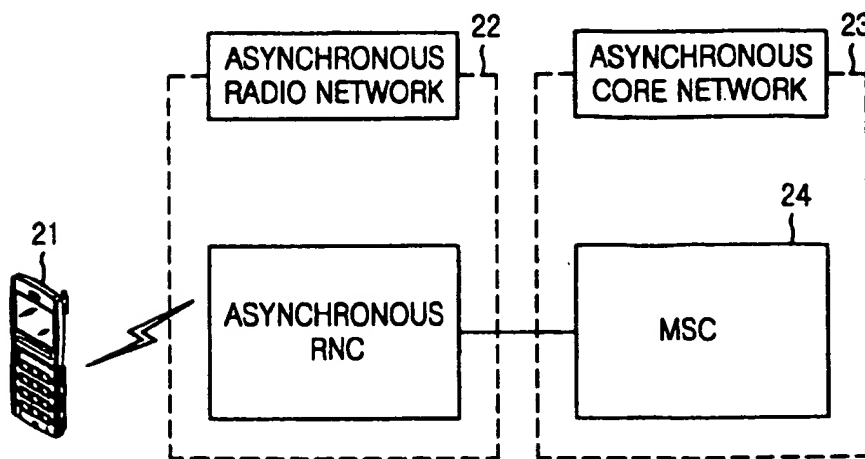 22
23
ASYNCHRONOUS
RADIO NETWORK
ASYNCHRONOUS
CORE NETWORK
21
24
ASYNCHRONOUS
RNC
MSC